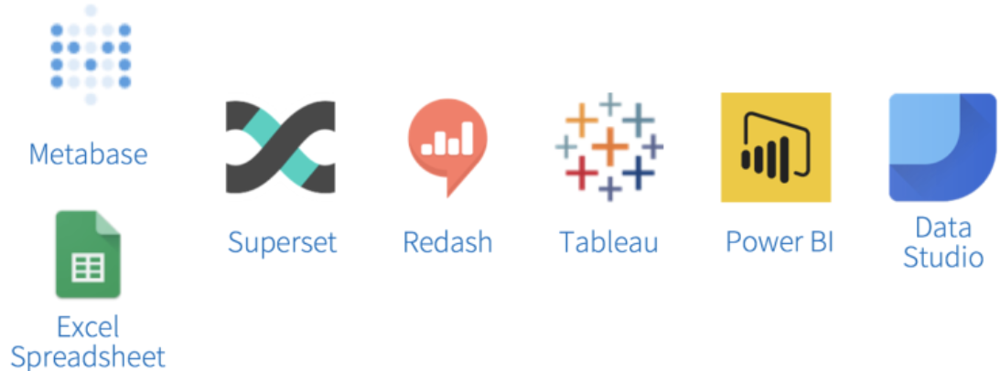 Metabase
Excel
Spreadsheet
Superset
Redash
Tableau
Power BI
Data
Studio